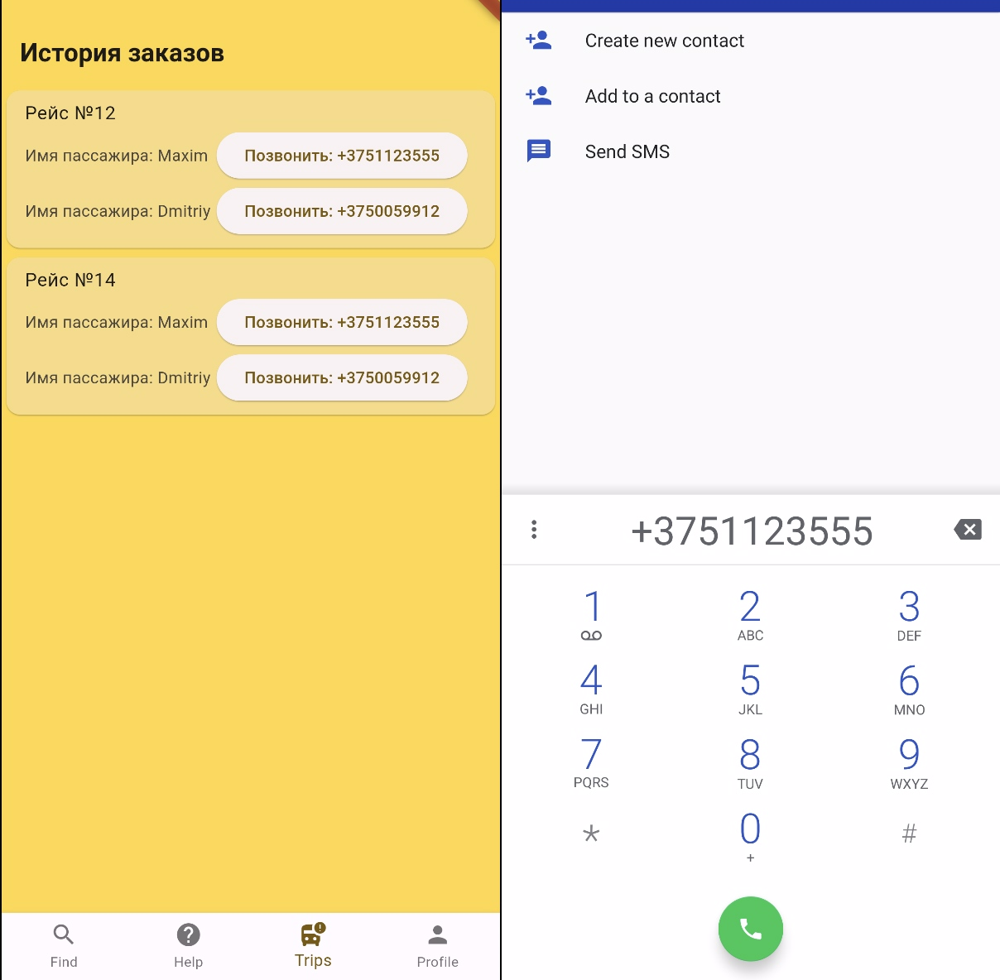 История заказов
Рейс №12
Имя пассажира: Maxim
Позвонить: +3751123555
Имя пассажира: Dmitriy
Позвонить: +3750059912
Рейс №14
Имя пассажира: Maxim
Позвонить: +3751123555
Имя пассажира: Dmitriy
Позвонить: +3750059912
Find
Help
Trips
Profile
Create new contact
Add to a contact
Send SMS
+3751123555
1
2
ABC
3
DEF
4
GHI
5
JKL
6
MNO
7
PQRS
8
TUV
9
WXYZ
*
0
+
#